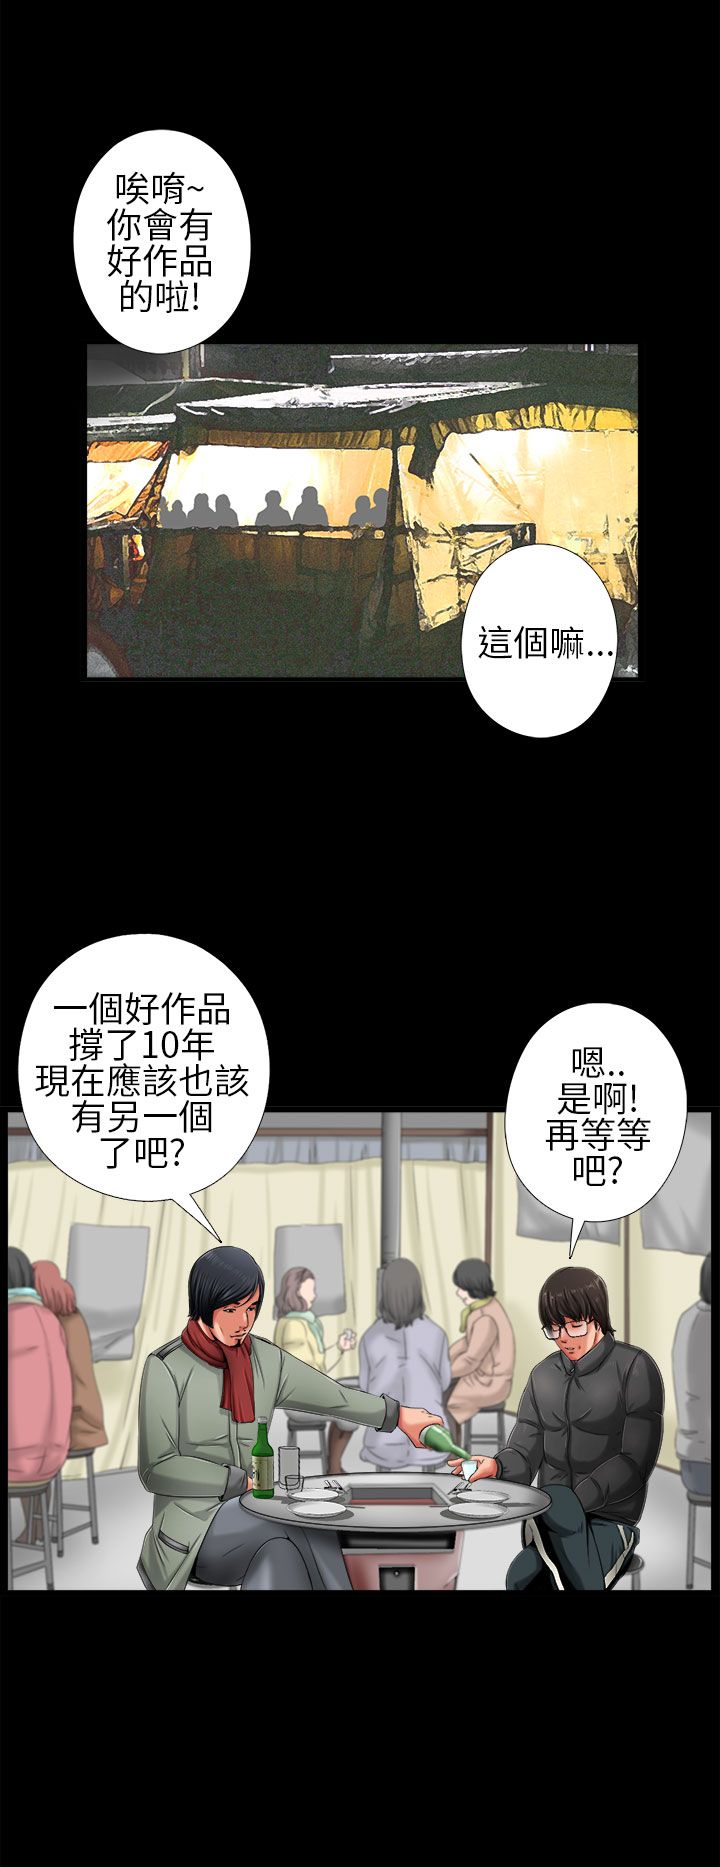 唉唷~
你會有
好作品
的啦!
這個嘛...
一個好作品
撐了10年
現在應該也該
有另一個
了吧?
嗯..
是啊!
再等等
吧?